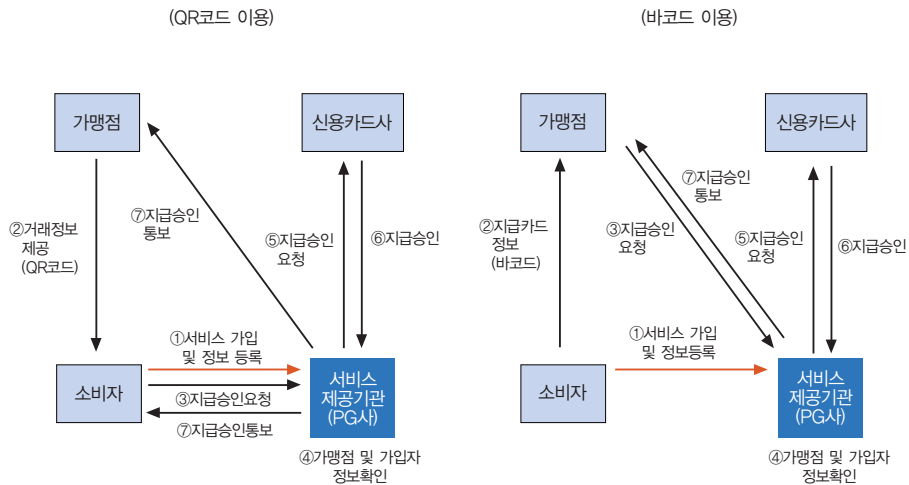 (QR코드 이용)
가맹점
신용카드사
②거래정보
제공
(QR코드)
⑦지급승인
통보
⑤지급승인
요청
⑥지급승인
①서비스 가입
및 정보 등록
소비자
③지급승인요청
⑦지급승인통보
서비스
제공기관
(PG사)
④가맹점 및 가입자
정보확인
(바코드 이용)
가맹점
신용카드사
②지급카드
정보
(바코드)
⑦지급승인
통보
③지급승인
요청
⑤지급승인
요청
⑥지급승인
①서비스 가입
및 정보등록
소비자
서비스
제공기관
(PG사)
④가맹점 및 가입자
정보확인